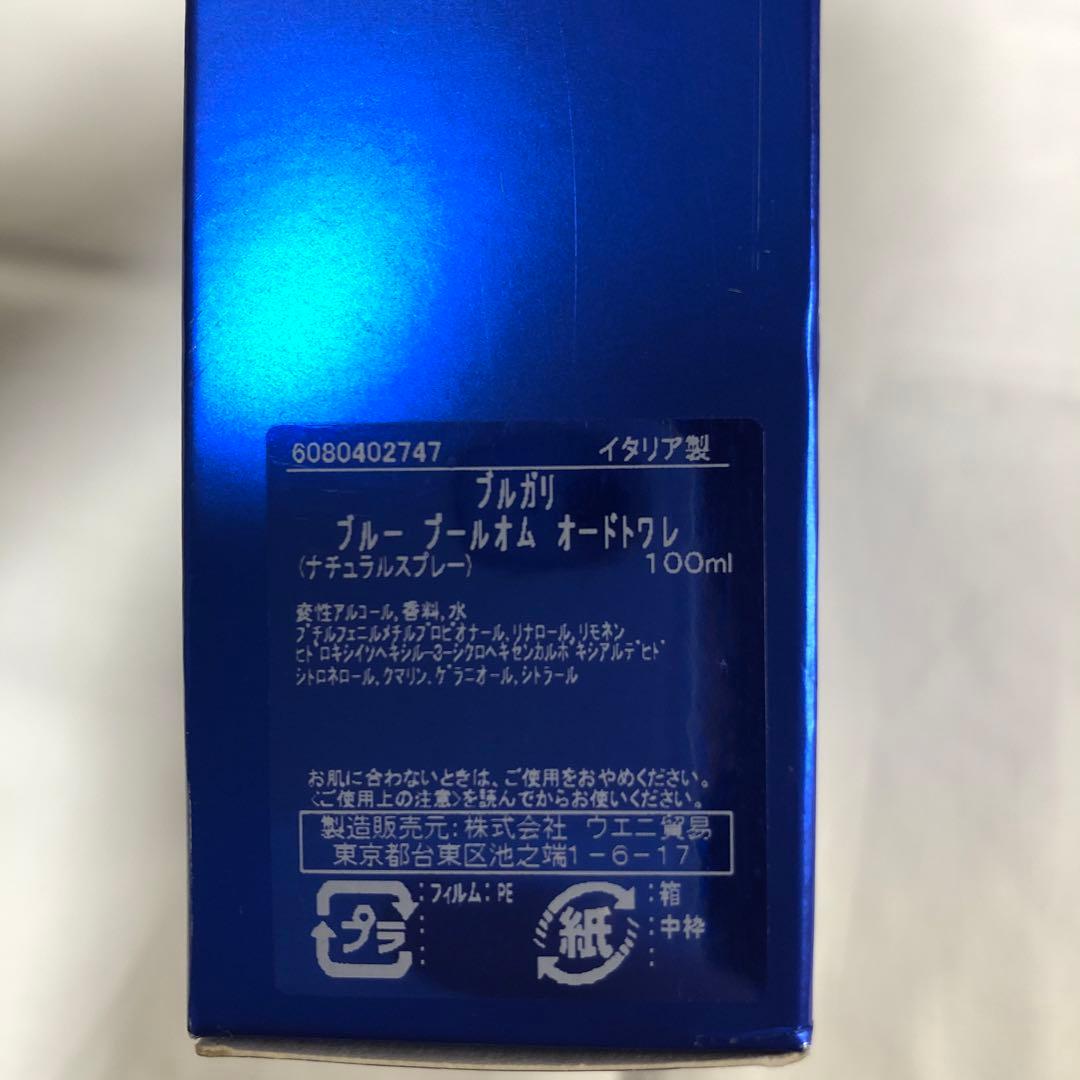 6080402747 イタリア製
ブルガリ
ブルー プールオム オードトワレ
(ナチュラルスプレー) 100ml
変性アルコール,香料,水
ブチルフェニルメチルプロピオナール,リナロール,リモネン
ヒドロキシイソヘキシル-3-シクロヘキセンカルボキシアルデヒド
シトロネロール,クマリン,ゲラニオール,シトラール
お肌に合わないときは、ご使用をおやめください。
<ご使用上の注意>を読んでからお使いください。
製造販売元:株式会社 ウエニ貿易
東京都台東区池之端1-6-17
プラ :フィルム:PE
紙 :箱
:中枠